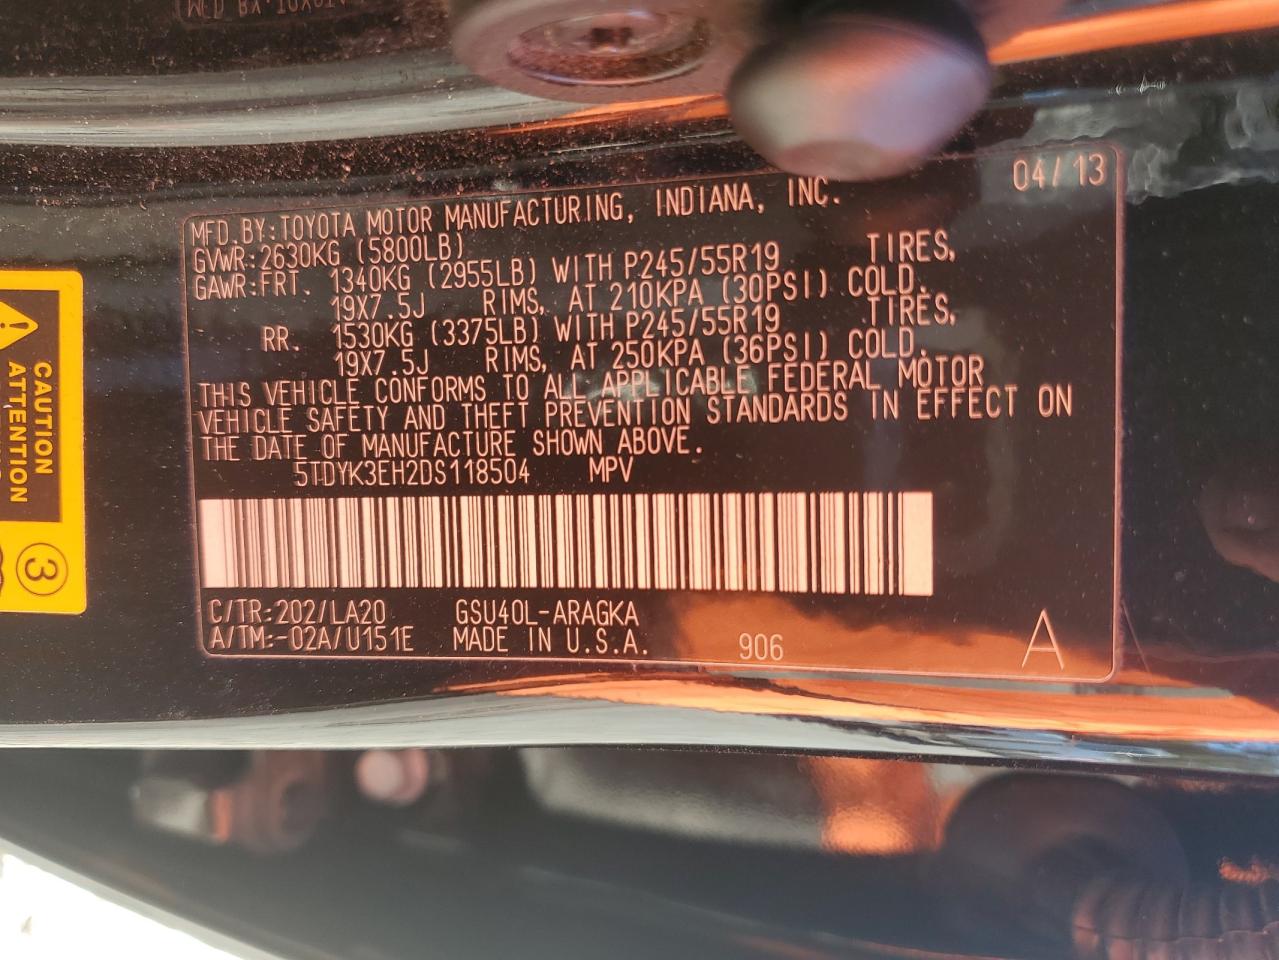 04/13
MFD.BY:TOYOTA MOTOR MANUFACTURING, INDIANA, INC.
GVWR:2630KG (5800LB)
GAWR:FRT. 1340KG (2955LB) WITH P245/55R19 TIRES,
19X7.5J RIMS, AT 210KPA (30PSI) COLD.
RR. 1530KG (3375LB) WITH P245/55R19 TIRES,
19X7.5J RIMS, AT 250KPA (36PSI) COLD.
THIS VEHICLE CONFORMS TO ALL APPLICABLE FEDERAL MOTOR
VEHICLE SAFETY AND THEFT PREVENTION STANDARDS IN EFFECT ON
THE DATE OF MANUFACTURE SHOWN ABOVE.
5TDYK3EH2DS118504 MPV
C/TR:202/LA20 GSU40L-ARAGKA
A/TM:-02A/U151E MADE IN U.S.A. 906 A
CAUTION
ATTENTION
3